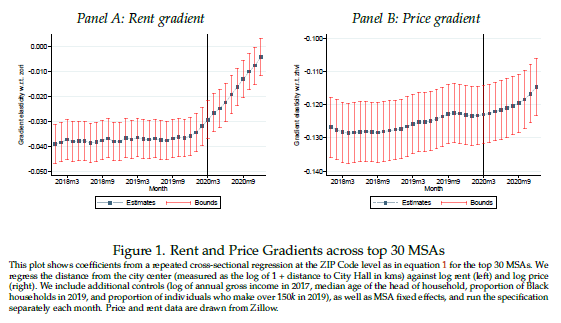 Panel A: Rent gradient
Panel B: Price gradient
Gradient elasticity w.r.t. zori
0.000
-0.010
-0.020
-0.030
-0.040
-0.050
2018m3 2018m9 2019m3 2019m9 2020m3 2020m9
Month
Estimates Bounds
Gradient elasticity w.r.t. zhvi
-0.100
-0.110
-0.120
-0.130
-0.140
2018m3 2018m9 2019m3 2019m9 2020m3 2020m9
Month
Estimates Bounds
Figure 1. Rent and Price Gradients across top 30 MSAs
This plot shows coefficients from a repeated cross-sectional regression at the ZIP Code level as in equation 1 for the top 30 MSAs. We
regress the distance from the city center (measured as the log of 1 + distance to City Hall in kms) against log rent (left) and log price
(right). We include additional controls (log of annual gross income in 2017, median age of the head of household, proportion of Black
households in 2019, and proportion of individuals who make over 150k in 2019), as well as MSA fixed effects, and run the specification
separately each month. Price and rent data are drawn from Zillow.